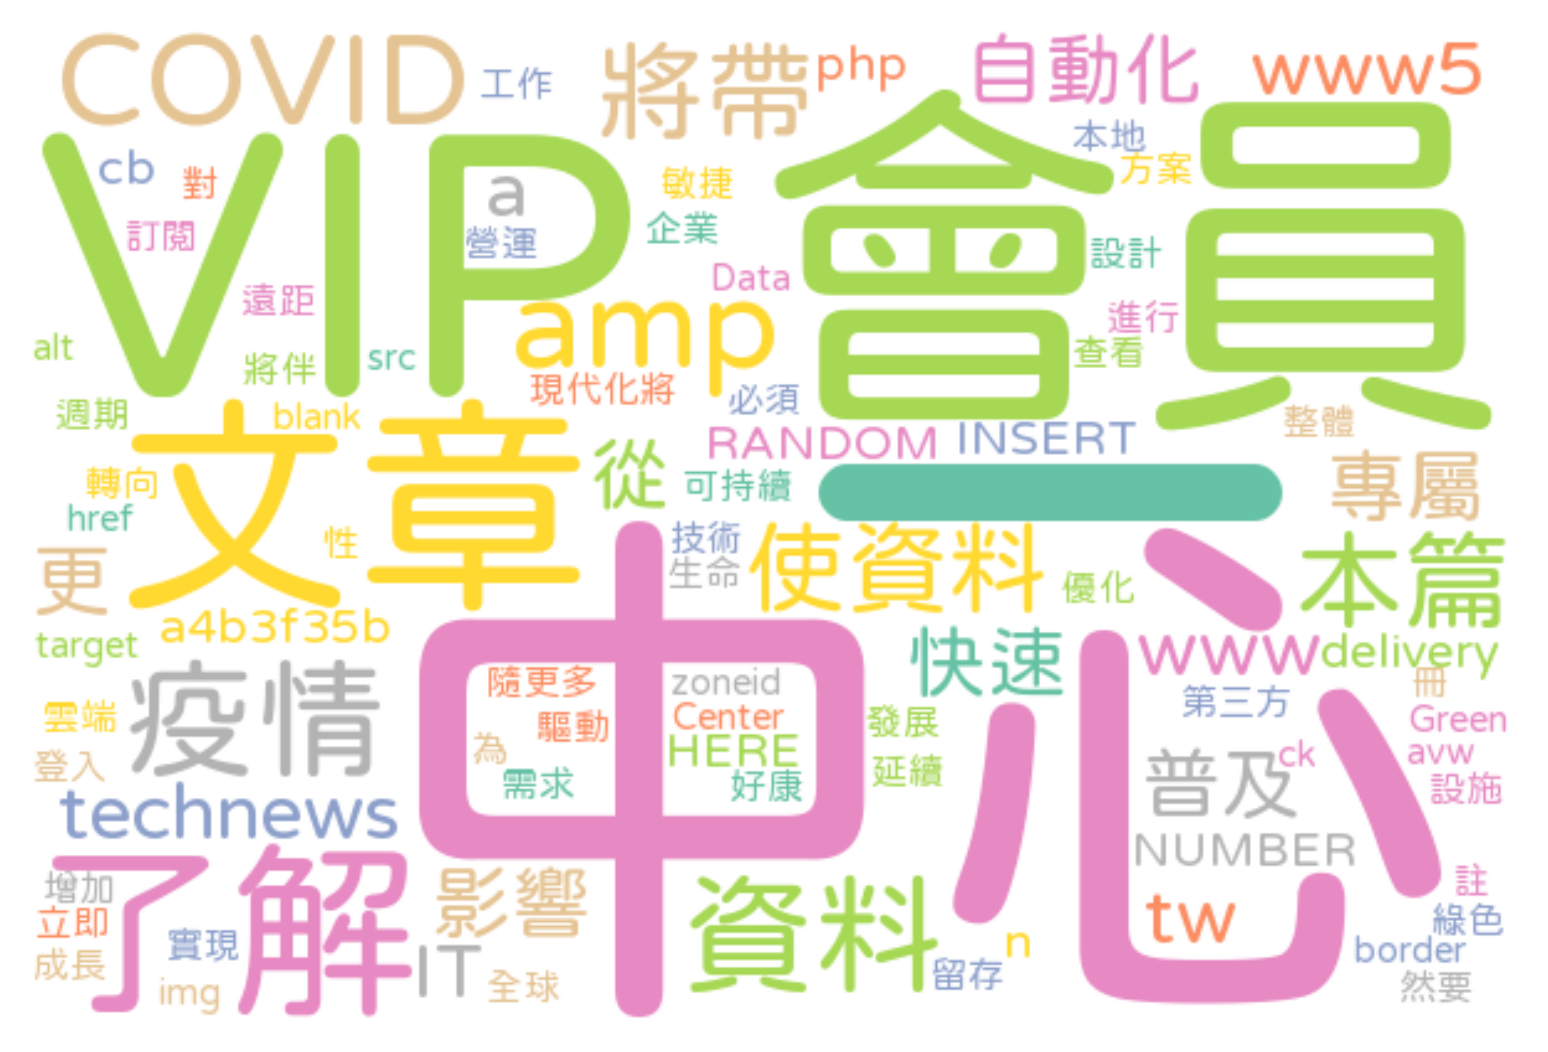 COVID
工作
將帶
php
自動化
www5
VIP
會員
cb
對
a
敏捷
本地
方案
訂閱
營運
企業
設計
遠距
Data
amp
進行
alt
將伴
src
現代化將
必須
查看
週期
blank
文章
從
RANDOM
INSERT
整體
轉向
可持續
一
專屬
href
性
技術
使資料
更
生命
優化
本篇
a4b3f35b
中心
target
快速
www
delivery
疫情
隨更多
zoneid
第三方
冊
雲端
驅動
Center
發展
Green
登入
為
HERE
普及
ck
avw
需求
好康
延續
設施
technews
NUMBER
了解
增加
影響
資料
tw
註
立即
實現
n
綠色
成長
IT
border
img
全球
留存
然要